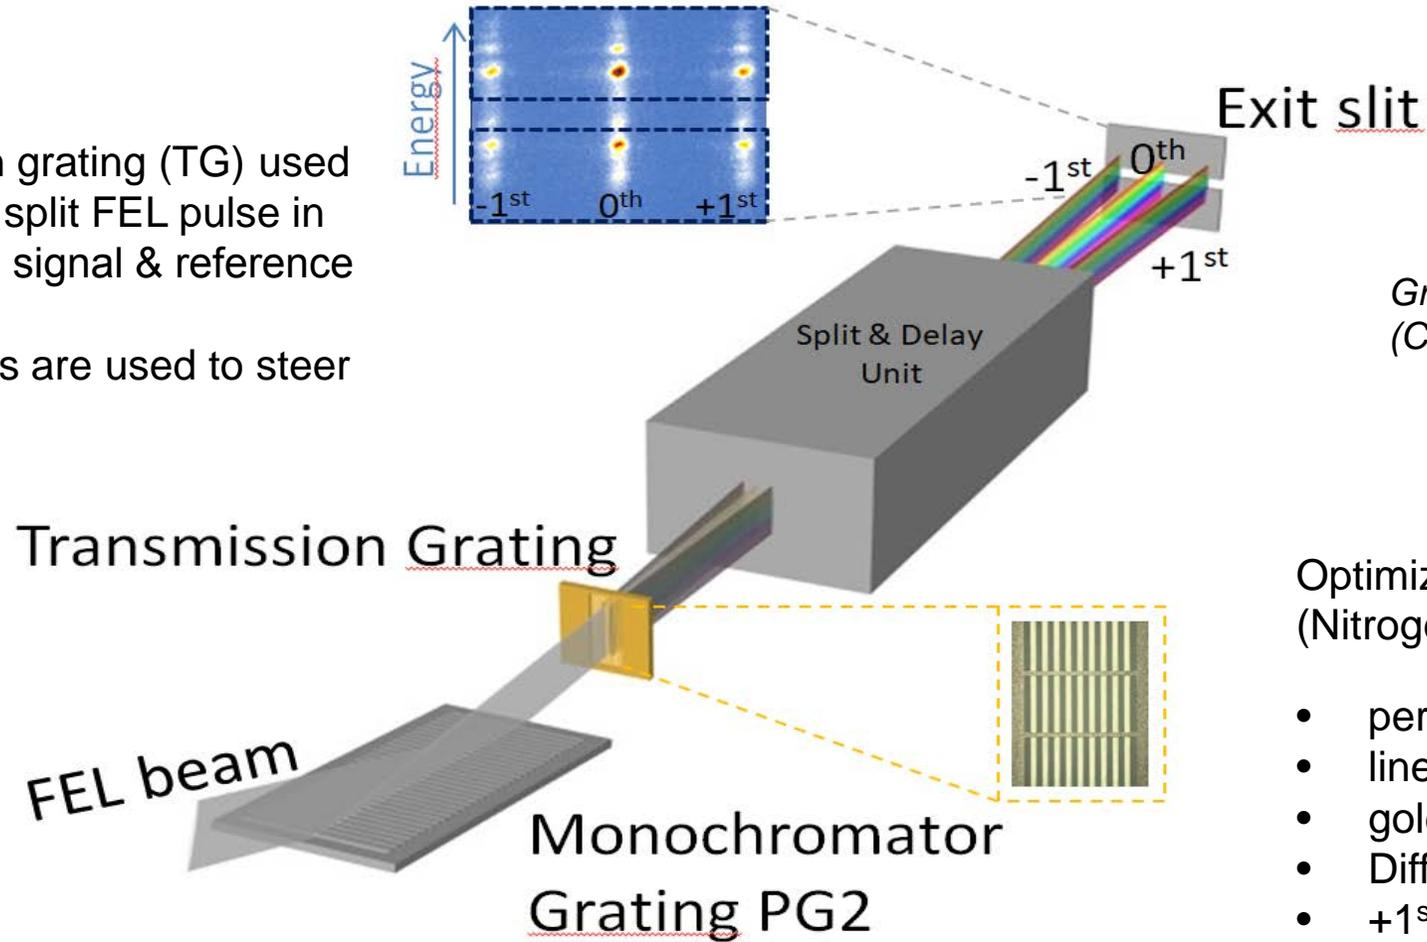 n grating (TG) used
split FEL pulse in
signal & reference
s are used to steer
Energy
-1st 0th +1st
Exit slit
-1st 0th
+1st
Split & Delay
Unit
Gr
(C
Transmission Grating
FEL beam
Monochromator
Grating PG2
Optimiz
(Nitroge
• per
• line
• gold
• Diff
• +1s